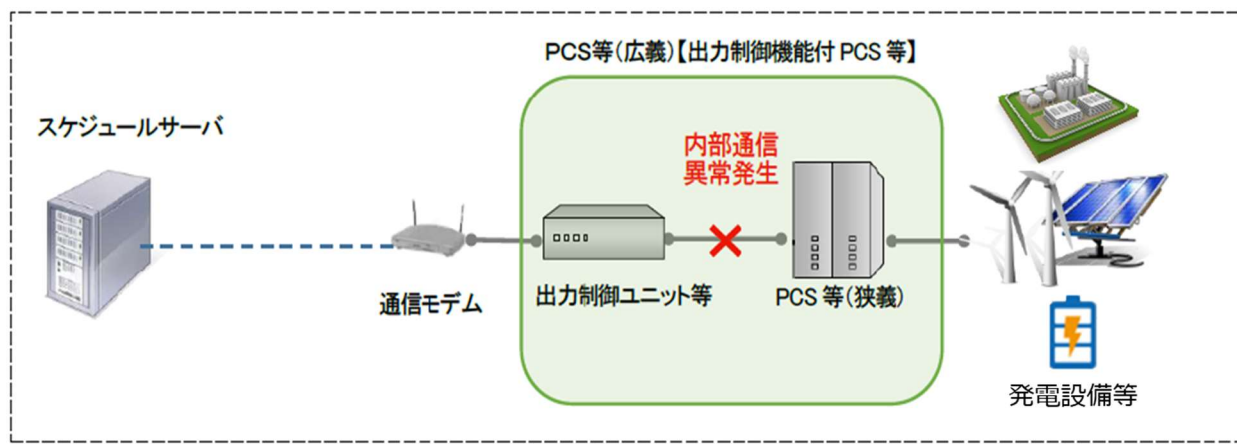 PCS等(広義)【出力制御機能付 PCS 等】
スケジュールサーバ
内部通信
異常発生
通信モデム
出力制御ユニット等
PCS 等(狭義)
発電設備等